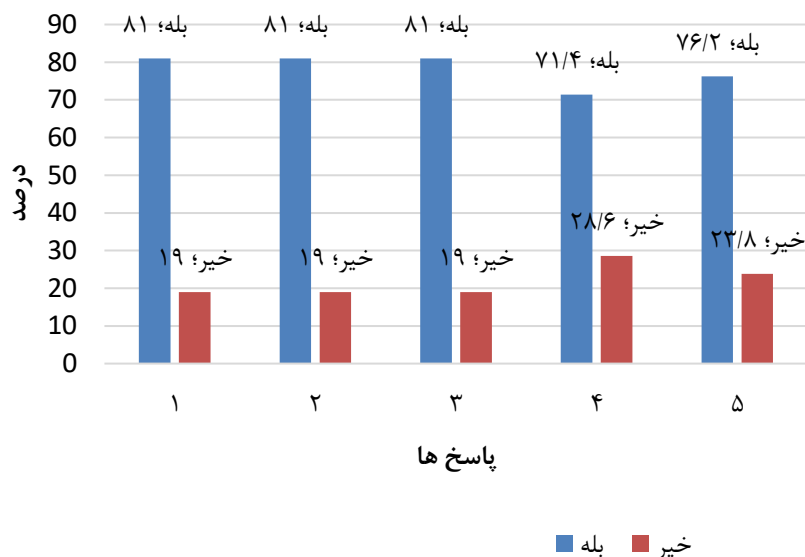 درصد
90
80
70
60
50
40
30
20
10
0
بله؛ ۸۱
بله؛ ۸۱
بله؛ ۸۱
بله؛ ۷۱/۴
بله؛ ۷۶/۲
خیر؛ ۱۹
خیر؛ ۱۹
خیر؛ ۱۹
خیر؛ ۲۸/۶
خیر؛ ۲۳/۸
۱ ۲ ۳ ۴ ۵
پاسخ ها
بله خیر